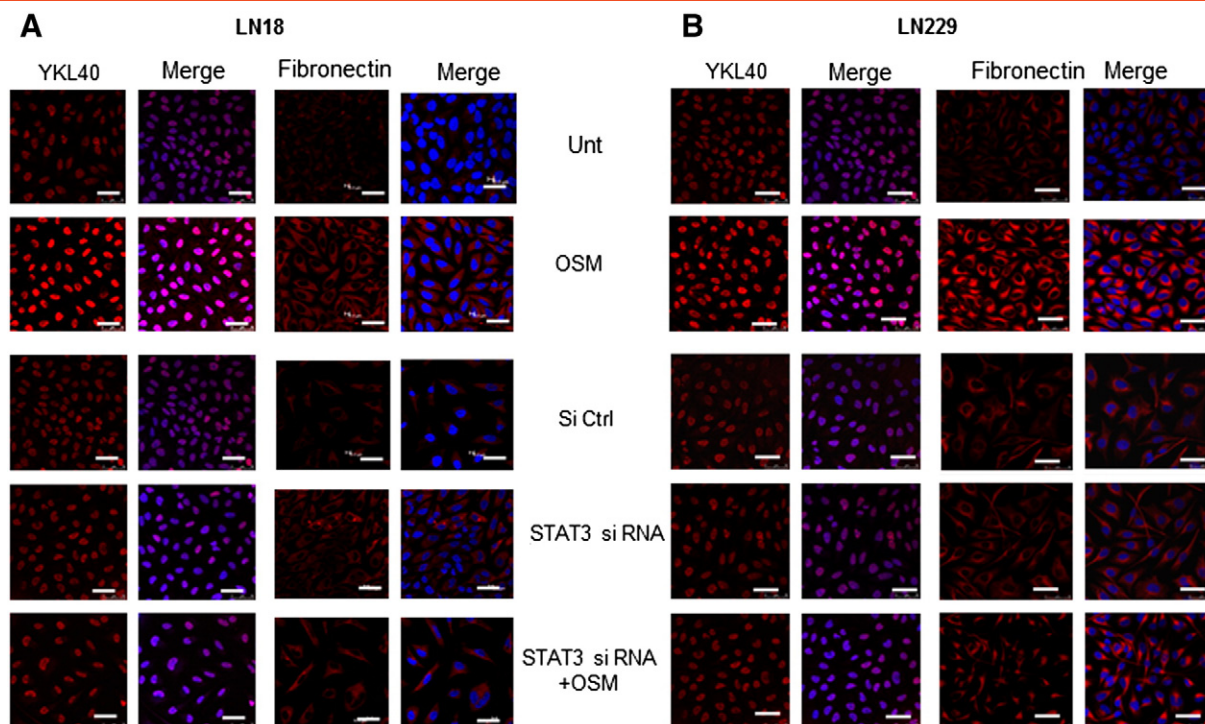 A LN18 B LN229
YKL40 Merge Fibronectin Merge YKL40 Merge Fibronectin Merge
Unt
OSM
Si Ctrl
STAT3 si RNA
STAT3 si RNA
+OSM